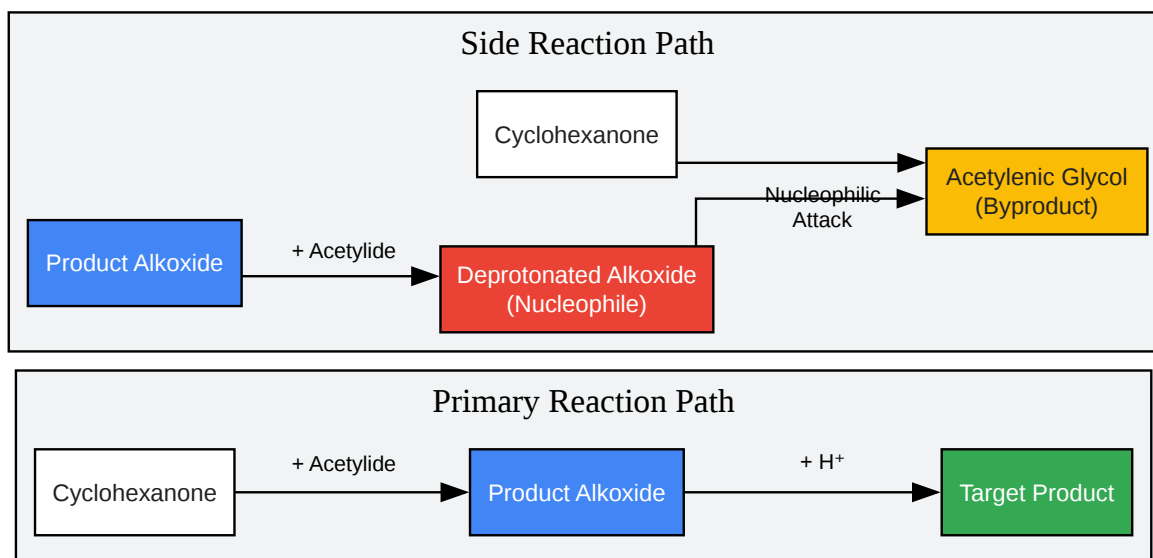 Side Reaction Path
Cyclohexanone
Acetylenic Glycol
(Byproduct)
Nucleophilic
Attack
Product Alkoxide
+ Acetylide
Deprotonated Alkoxide
(Nucleophile)
Primary Reaction Path
Cyclohexanone
+ Acetylide
Product Alkoxide
+ H⁺
Target Product